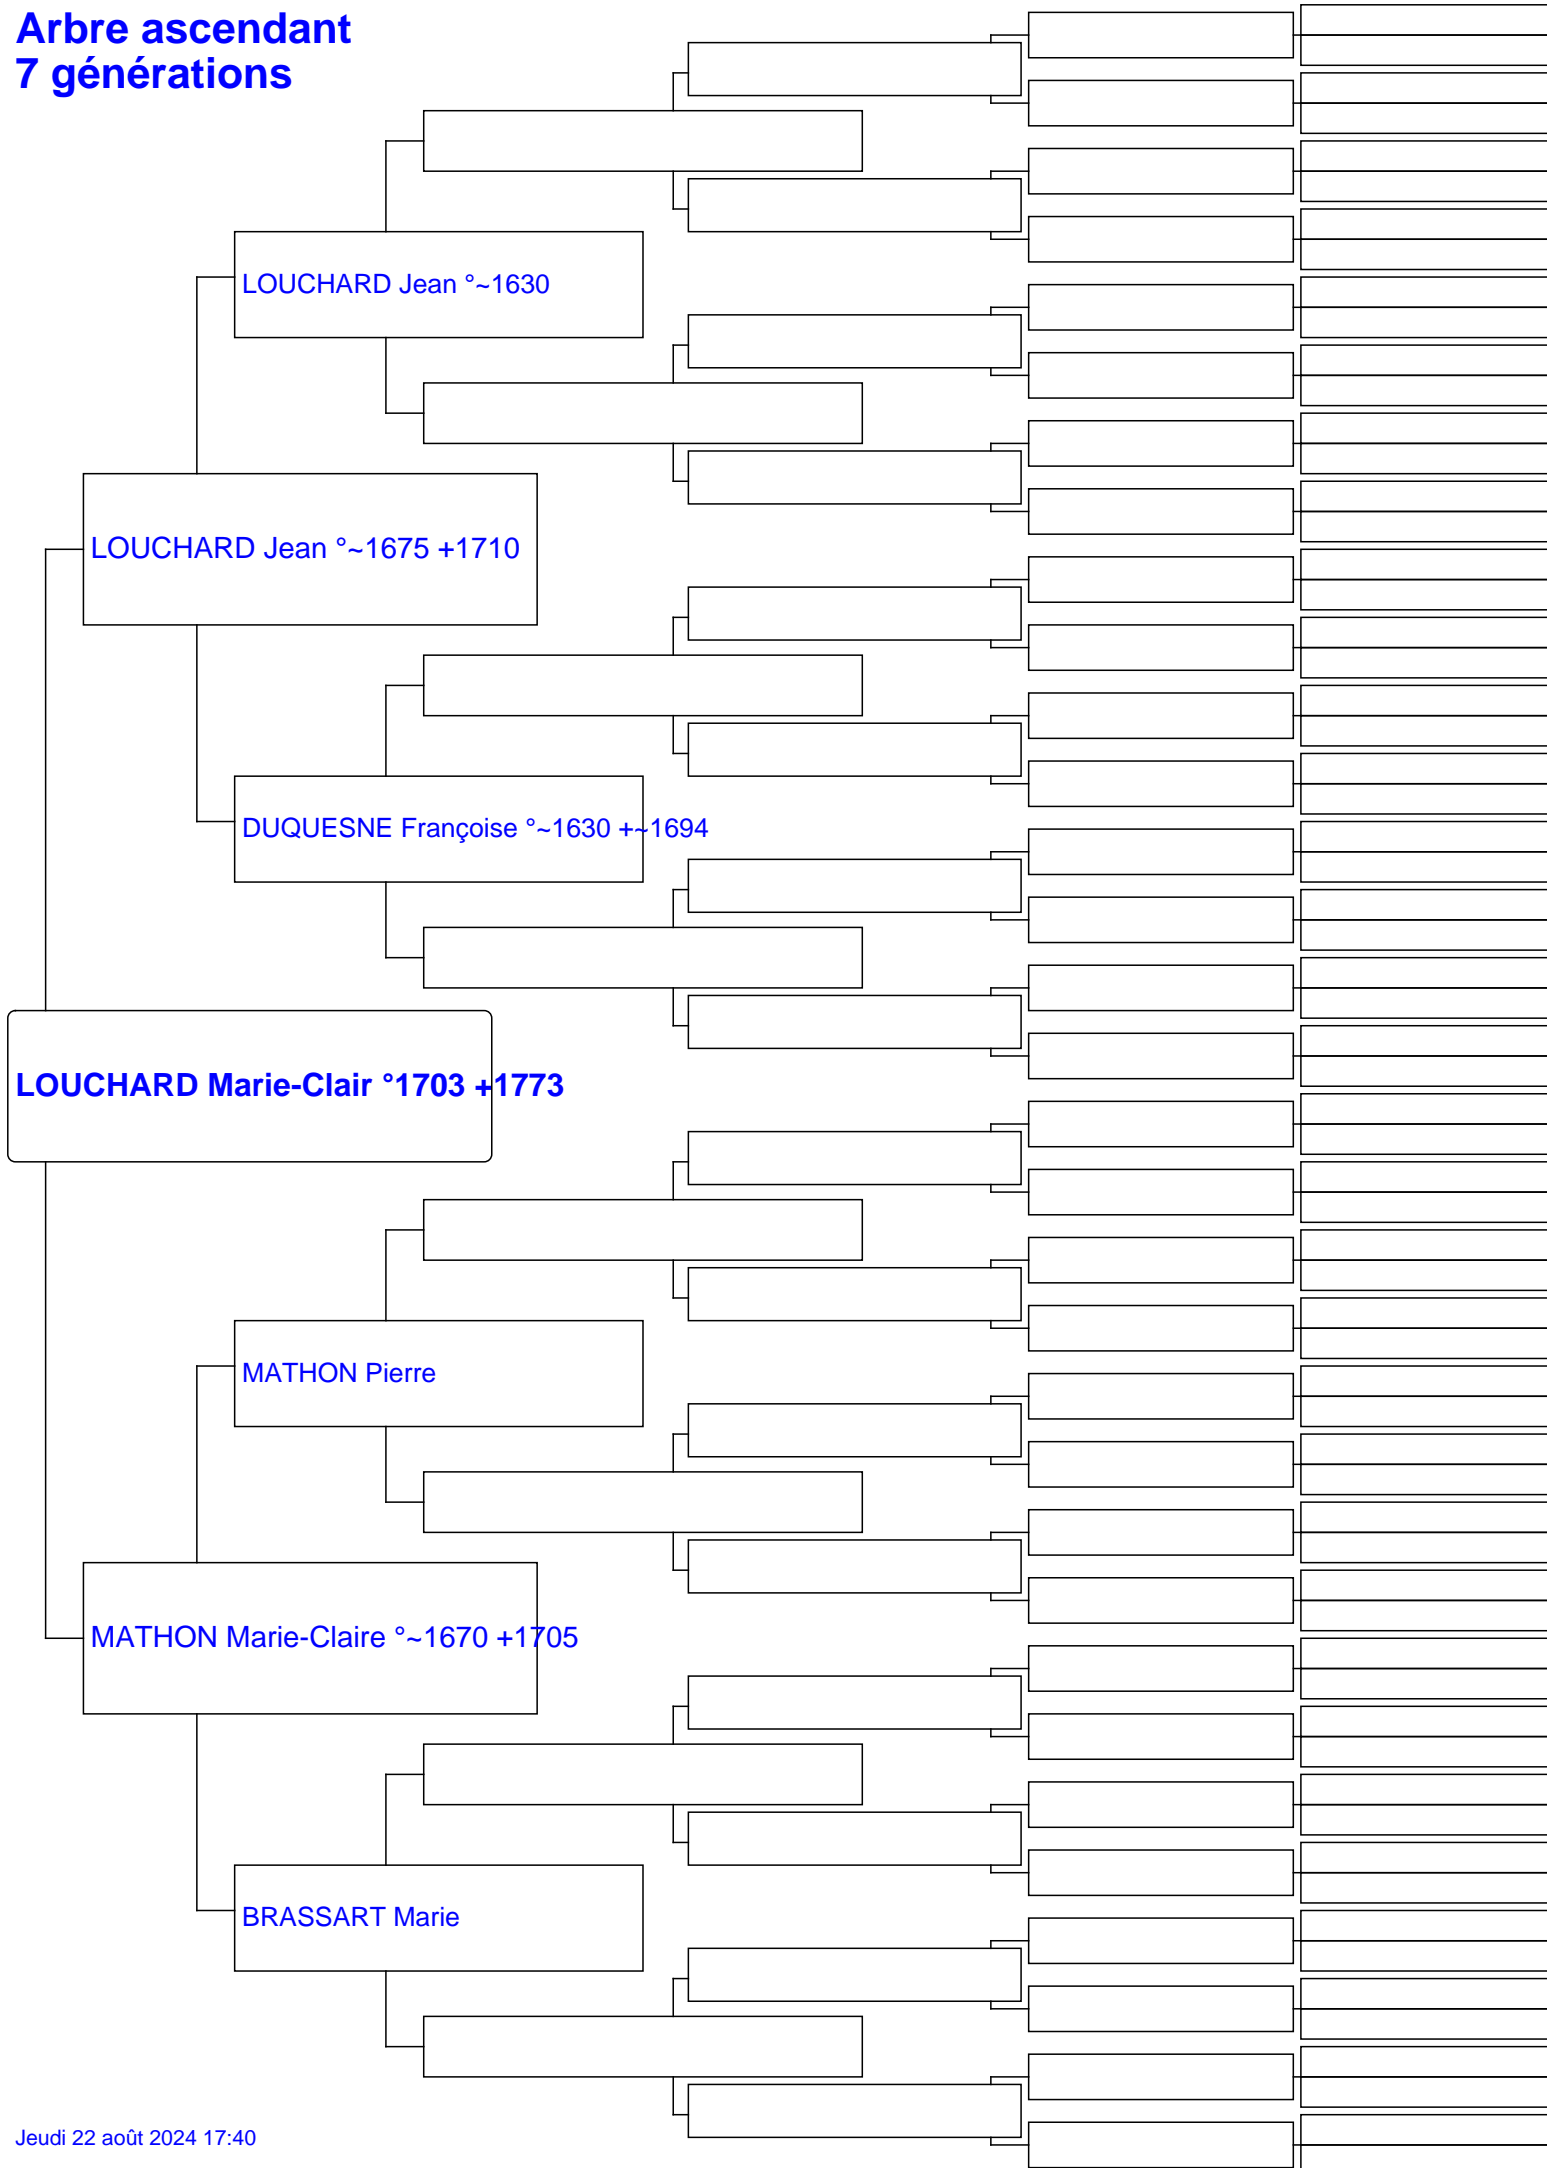 Arbre ascendant
7 générations
LOUCHARD Jean °~1630
LOUCHARD Jean °~1675 +1710
DUQUESNE Françoise °~1630 +~1694
LOUCHARD Marie-Clair °1703 +1773
MATHON Pierre
MATHON Marie-Claire °~1670 +1705
BRASSART Marie
Jeudi 22 août 2024 17:40